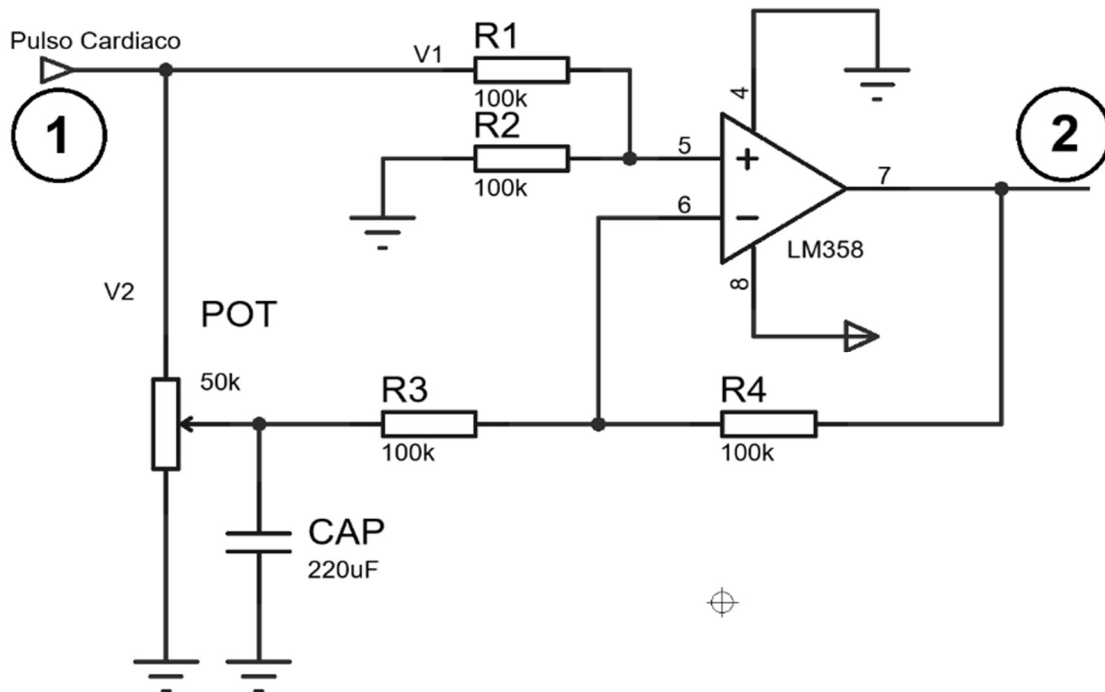 Pulso Cardiaco
1
V1
R1
100k
R2
100k
4
5
+
6
−
7
8
LM358
2
V2
POT
50k
R3
100k
R4
100k
CAP
220uF